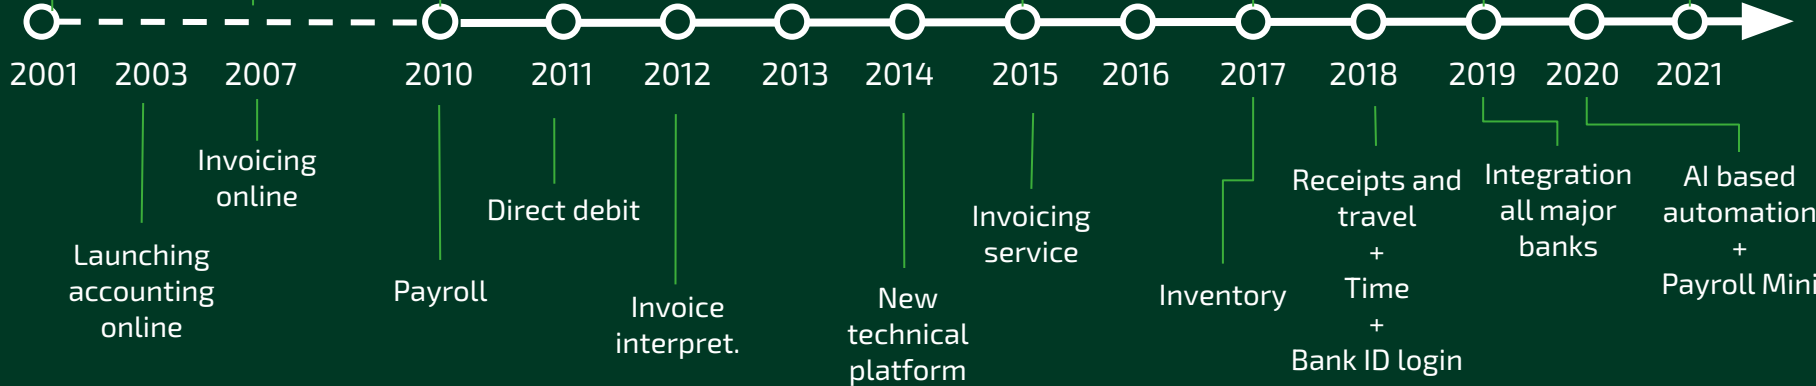 2001 2003 2007 2010 2011 2012 2013 2014 2015 2016 2017 2018 2019 2020 2021
Launching
accounting
online
Invoicing
online
Payroll
Direct debit
Invoice
interpret.
New
technical
platform
Invoicing
service
Inventory
Receipts and
travel
+
Time
+
Bank ID login
Integration
all major
banks
AI based
automation
+
Payroll Mini